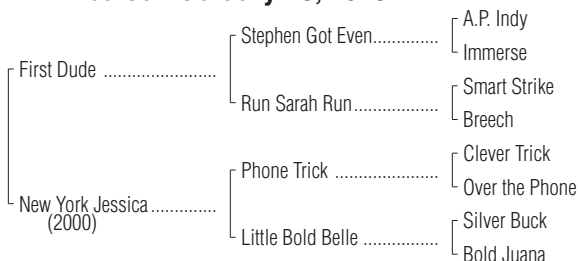 A.P. Indy
Stephen Got Even..............
Immerse
First Dude ........................
Smart Strike
Run Sarah Run..................
Breech
Clever Trick
Phone Trick ......................
Over the Phone
New York Jessica..............
(2000)
Silver Buck
Little Bold Belle ................
Bold Juana